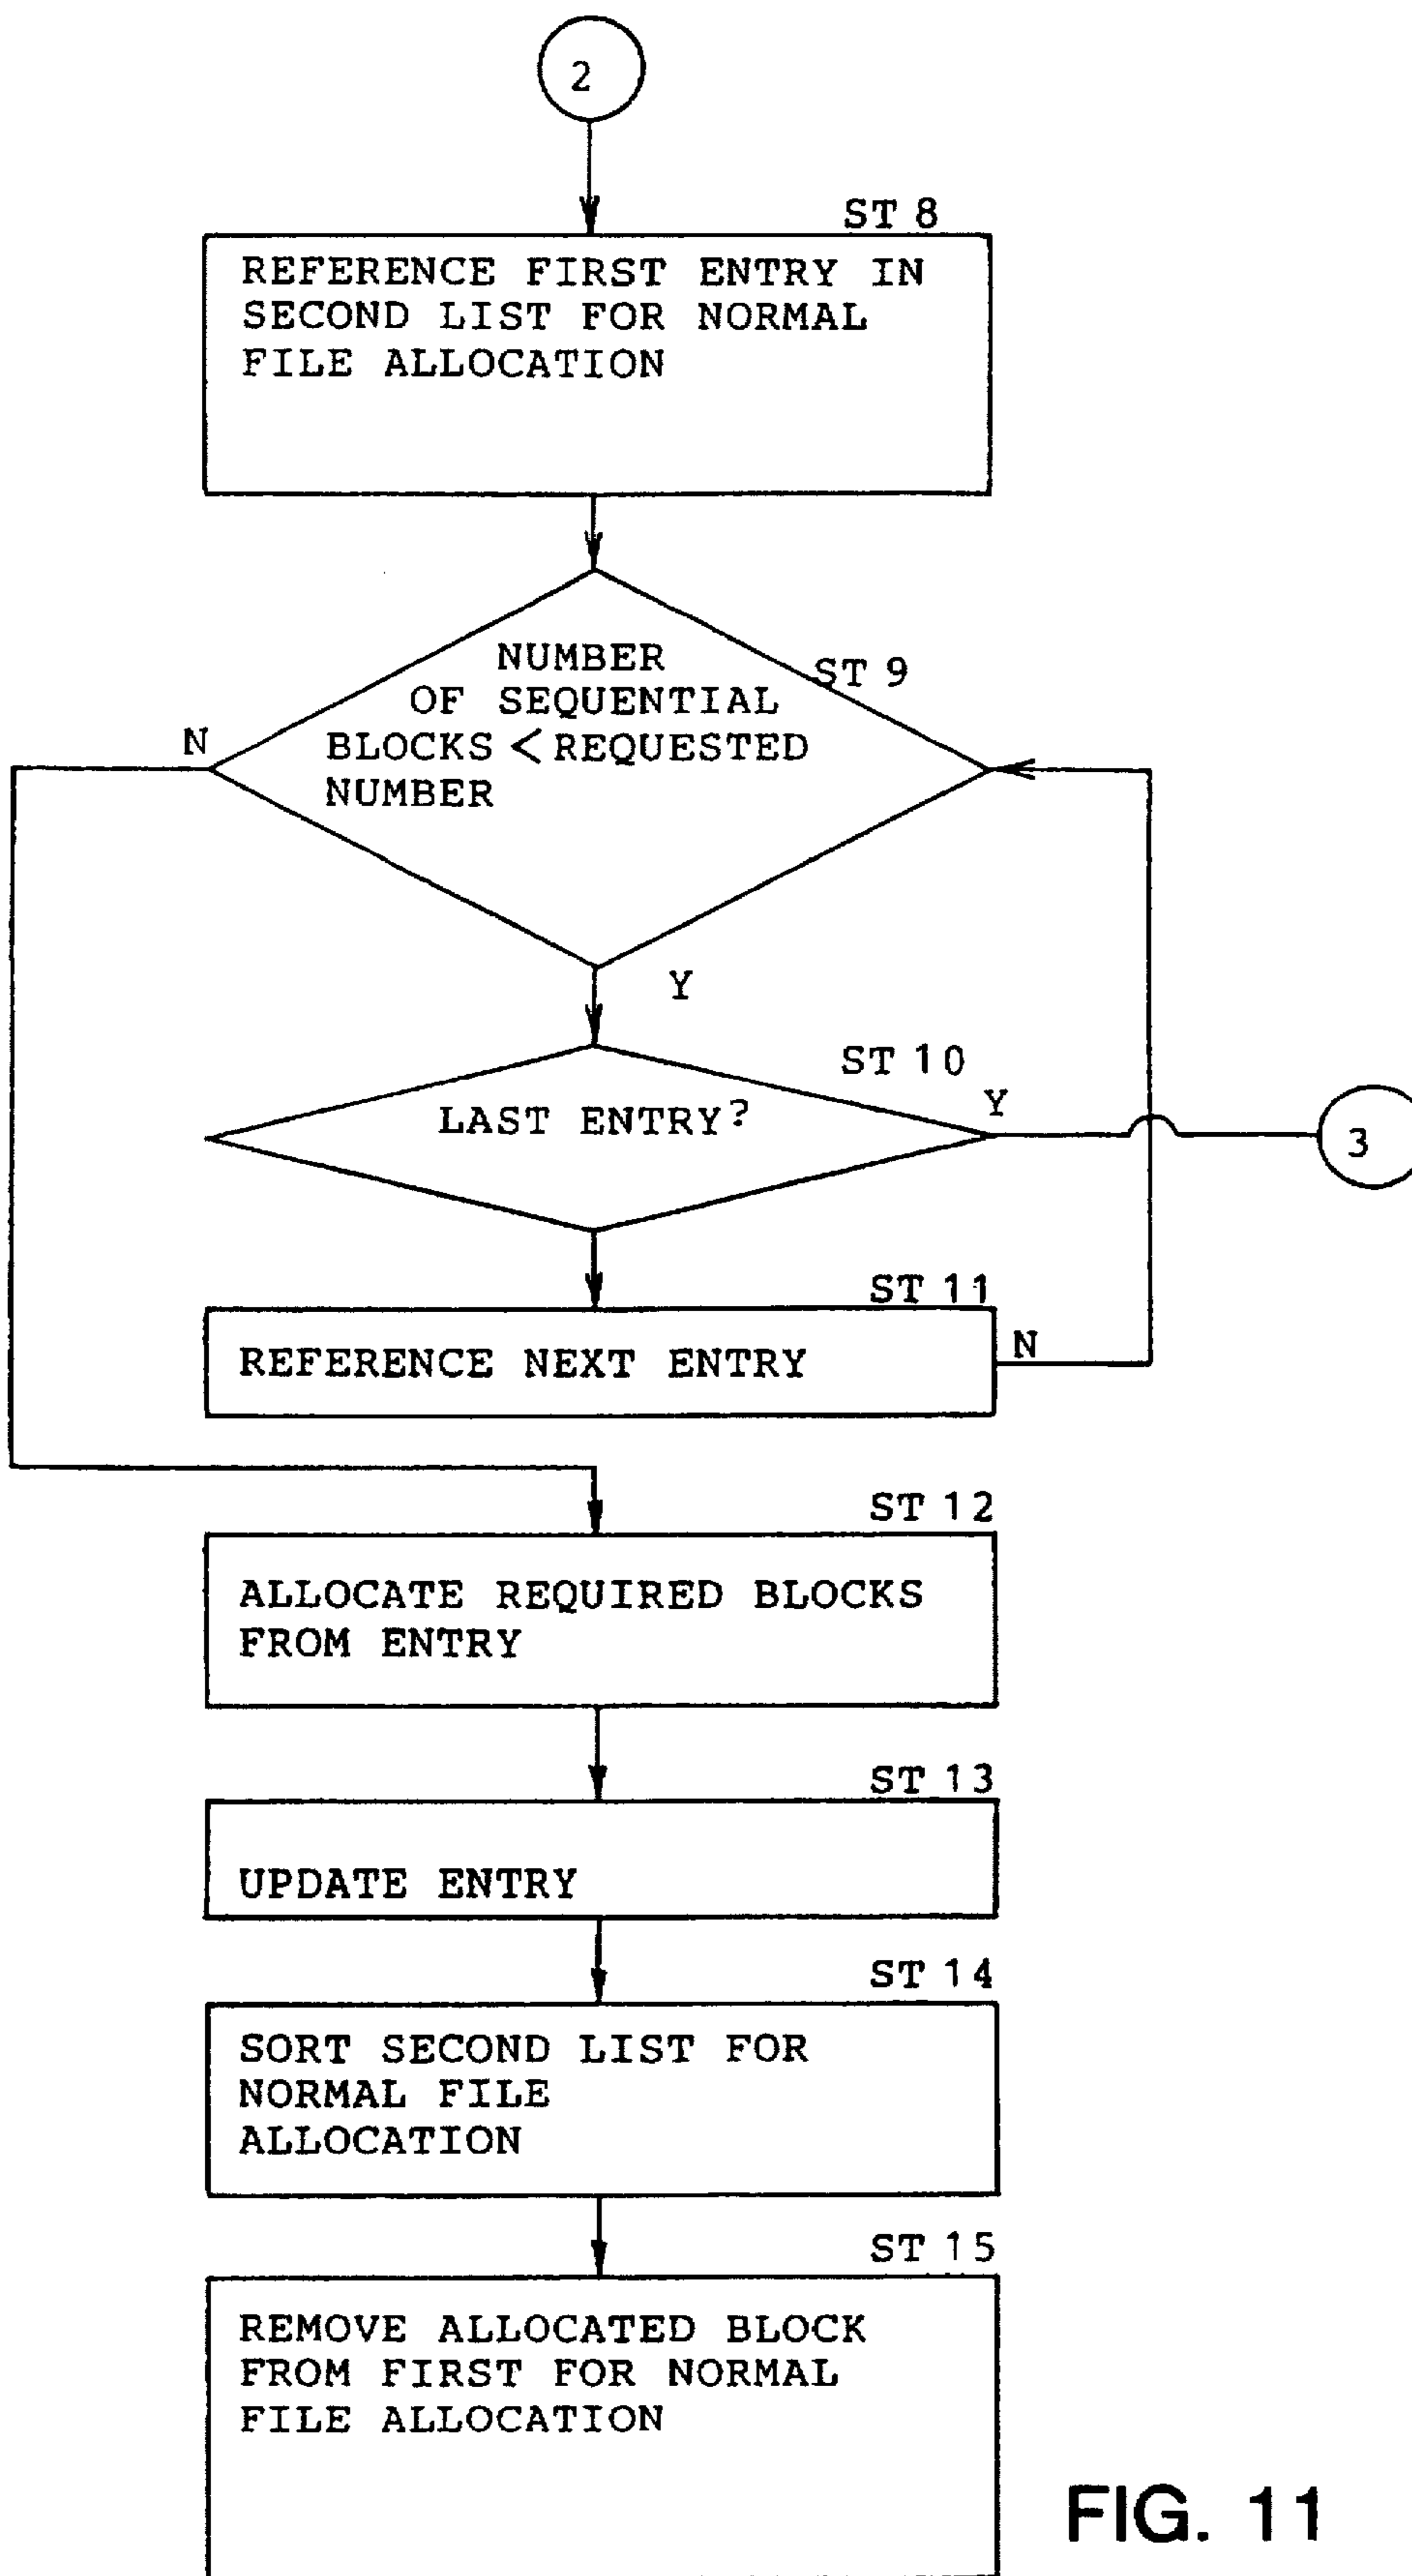 2
ST 8
REFERENCE FIRST ENTRY IN
SECOND LIST FOR NORMAL
FILE ALLOCATION
NUMBER
OF SEQUENTIAL
BLOCKS < REQUESTED
NUMBER
ST 9
N
Y
ST 10
LAST ENTRY?
Y
3
ST 11
REFERENCE NEXT ENTRY
N
ST 12
ALLOCATE REQUIRED BLOCKS
FROM ENTRY
ST 13
UPDATE ENTRY
ST 14
SORT SECOND LIST FOR
NORMAL FILE
ALLOCATION
ST 15
REMOVE ALLOCATED BLOCK
FROM FIRST FOR NORMAL
FILE ALLOCATION
FIG. 11